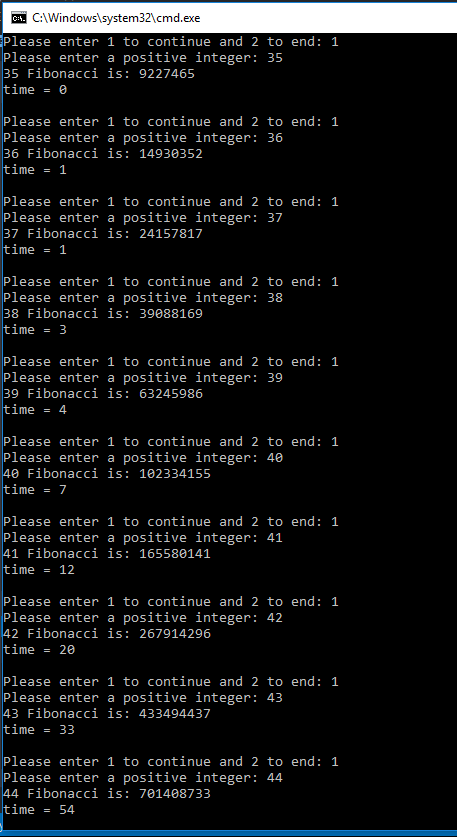 C:\Windows\system32\cmd.exe
Please enter 1 to continue and 2 to end: 1
Please enter a positive integer: 35
35 Fibonacci is: 9227465
time = 0
Please enter 1 to continue and 2 to end: 1
Please enter a positive integer: 36
36 Fibonacci is: 14930352
time = 1
Please enter 1 to continue and 2 to end: 1
Please enter a positive integer: 37
37 Fibonacci is: 24157817
time = 1
Please enter 1 to continue and 2 to end: 1
Please enter a positive integer: 38
38 Fibonacci is: 39088169
time = 3
Please enter 1 to continue and 2 to end: 1
Please enter a positive integer: 39
39 Fibonacci is: 63245986
time = 4
Please enter 1 to continue and 2 to end: 1
Please enter a positive integer: 40
40 Fibonacci is: 102334155
time = 7
Please enter 1 to continue and 2 to end: 1
Please enter a positive integer: 41
41 Fibonacci is: 165580141
time = 12
Please enter 1 to continue and 2 to end: 1
Please enter a positive integer: 42
42 Fibonacci is: 267914296
time = 20
Please enter 1 to continue and 2 to end: 1
Please enter a positive integer: 43
43 Fibonacci is: 433494437
time = 33
Please enter 1 to continue and 2 to end: 1
Please enter a positive integer: 44
44 Fibonacci is: 701408733
time = 54